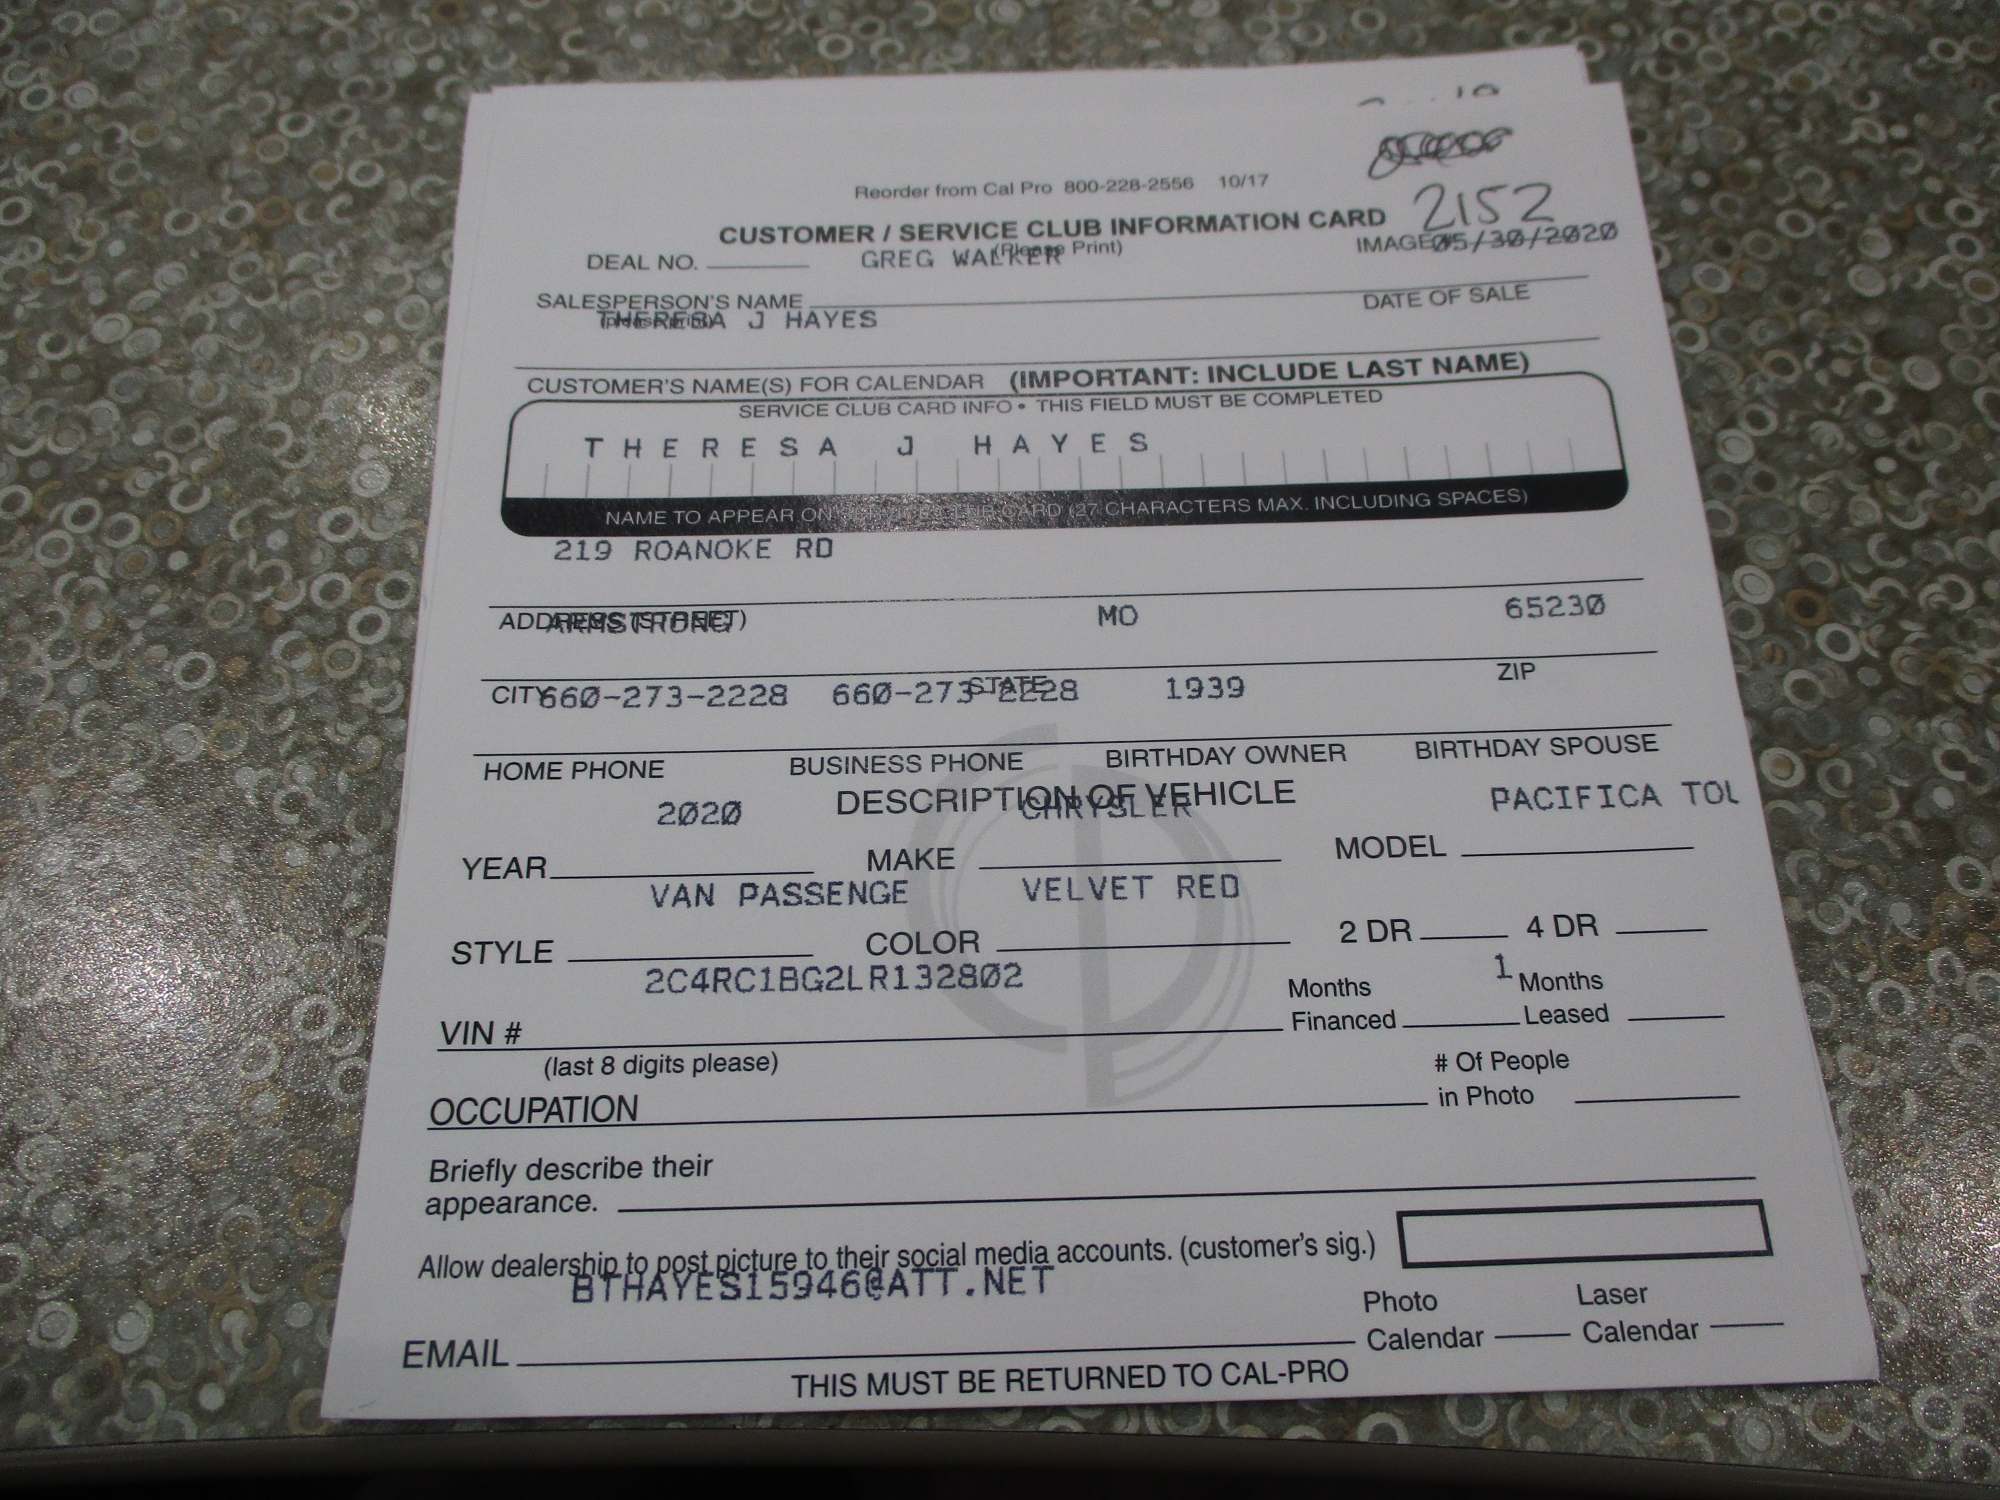 Reorder from Cal Pro 800-228-2556 10/17
2152
CUSTOMER / SERVICE CLUB INFORMATION CARD
(Please Print)
DEAL NO. GREG WALKER IMAGE# 05/30/2020
SALESPERSON'S NAME DATE OF SALE
(please print)
THERESA J HAYES
CUSTOMER'S NAME(S) FOR CALENDAR (IMPORTANT: INCLUDE LAST NAME)
SERVICE CLUB CARD INFO • THIS FIELD MUST BE COMPLETED
THERESA J HAYES
NAME TO APPEAR ON SERVICE CLUB CARD (27 CHARACTERS MAX. INCLUDING SPACES)
219 ROANOKE RD
ADDRESS (STREET)
ARMSTRONG MO 65230
CITY STATE ZIP
660-273-2228 660-273-2228 1939
HOME PHONE BUSINESS PHONE BIRTHDAY OWNER BIRTHDAY SPOUSE
DESCRIPTION OF VEHICLE
2020 CHRYSLER PACIFICA TOU
YEAR MAKE MODEL
VAN PASSENGE VELVET RED
STYLE COLOR 2 DR 4 DR
2C4RC1BG2LR132802 1
VIN # Months Financed Months Leased
(last 8 digits please)
OCCUPATION # Of People in Photo
Briefly describe their
appearance.
Allow dealership to post picture to their social media accounts. (customer's sig.)
BTHAYES15946@ATT.NET
EMAIL Photo Calendar Laser Calendar
THIS MUST BE RETURNED TO CAL-PRO